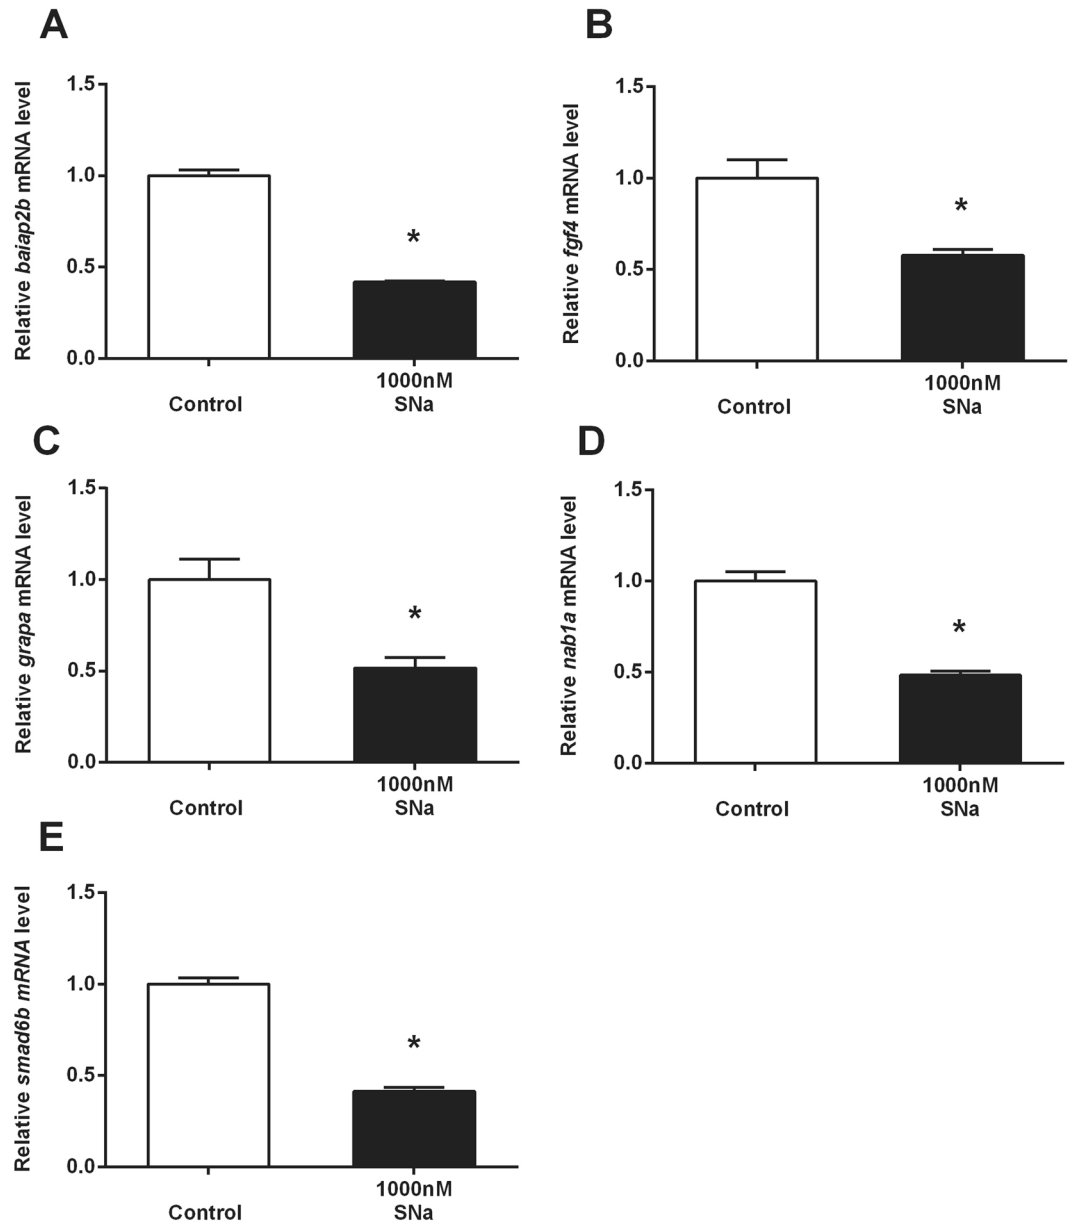 A
Relative baiap2b mRNA level
1.5
1.0
0.5
0.0
*
Control
1000nM
SNa
B
Relative fgf4 mRNA level
1.5
1.0
0.5
0.0
*
Control
1000nM
SNa
C
Relative grapa mRNA level
1.5
1.0
0.5
0.0
*
Control
1000nM
SNa
D
Relative nab1a mRNA level
1.5
1.0
0.5
0.0
*
Control
1000nM
SNa
E
Relative smad6b mRNA level
1.5
1.0
0.5
0.0
*
Control
1000nM
SNa